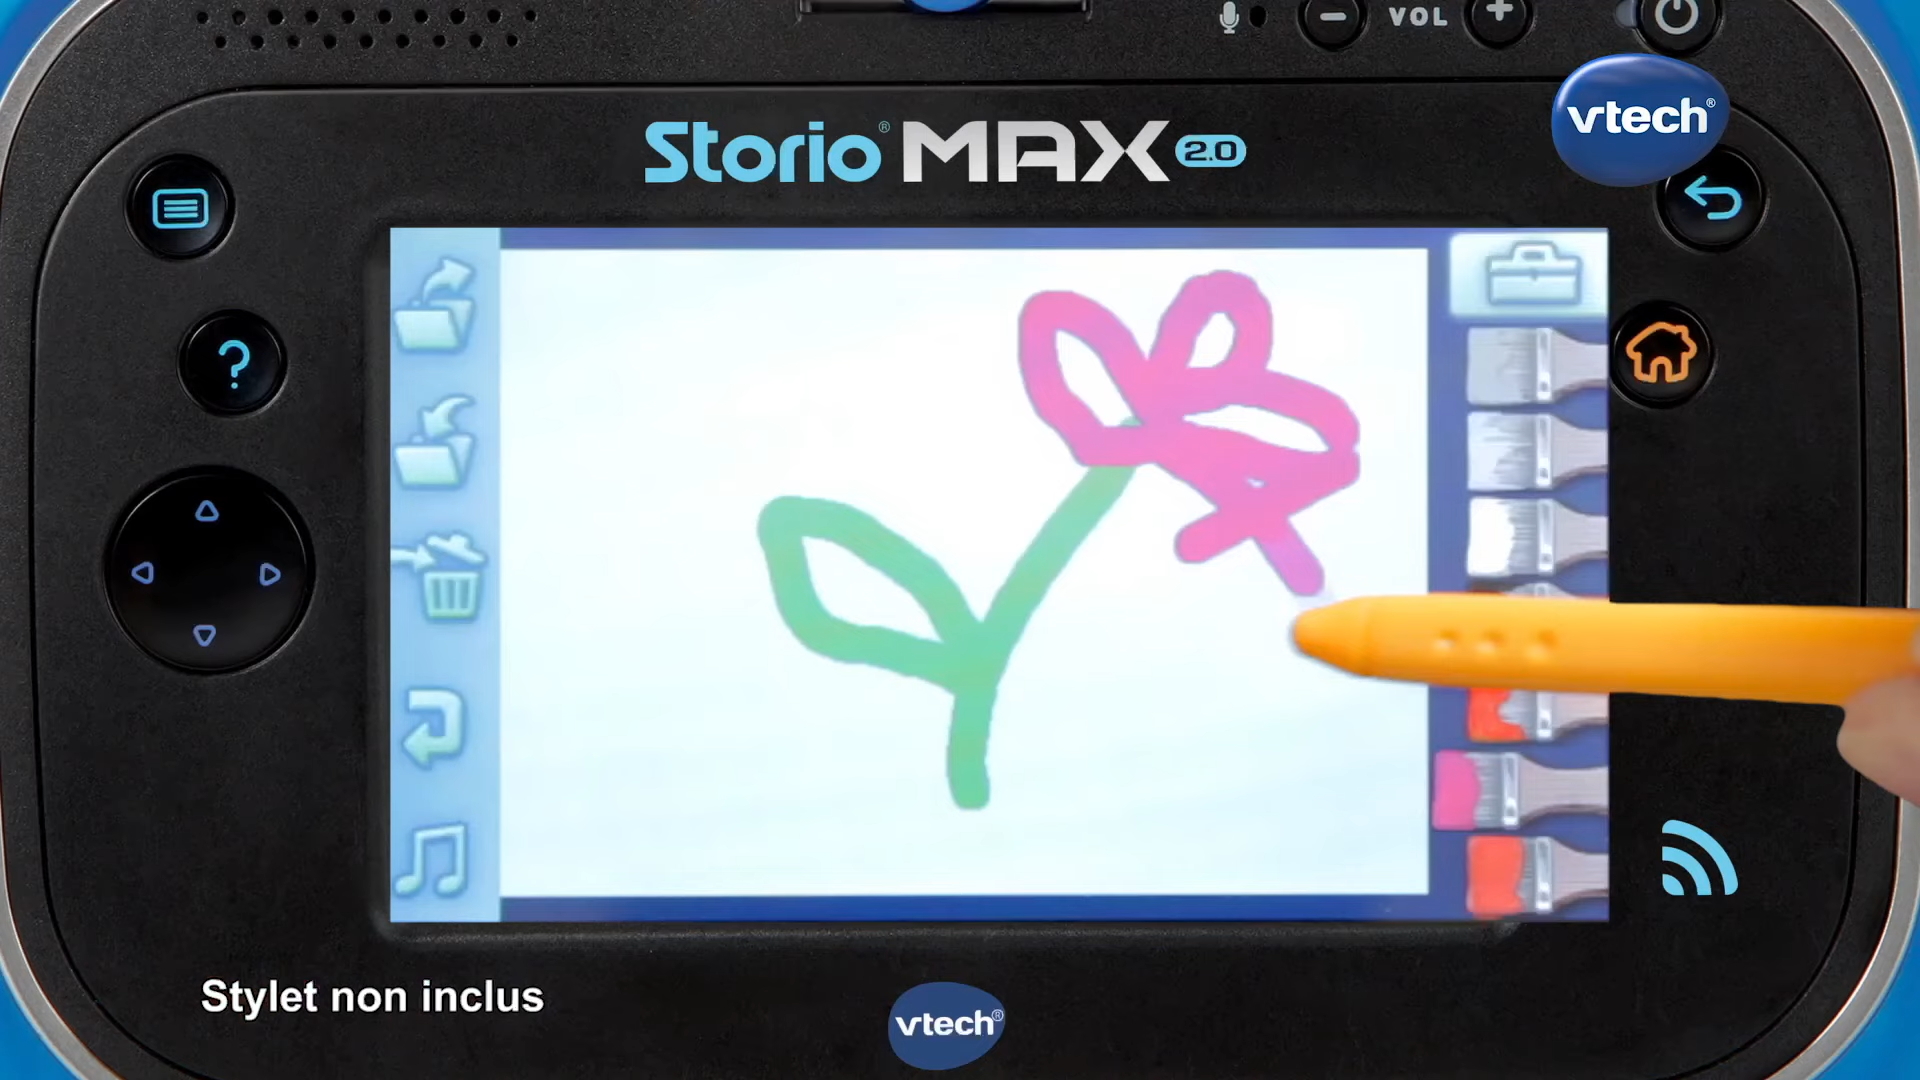 VOL
vtech®
Storio® MAX 2.0
?
Stylet non inclus
vtech®